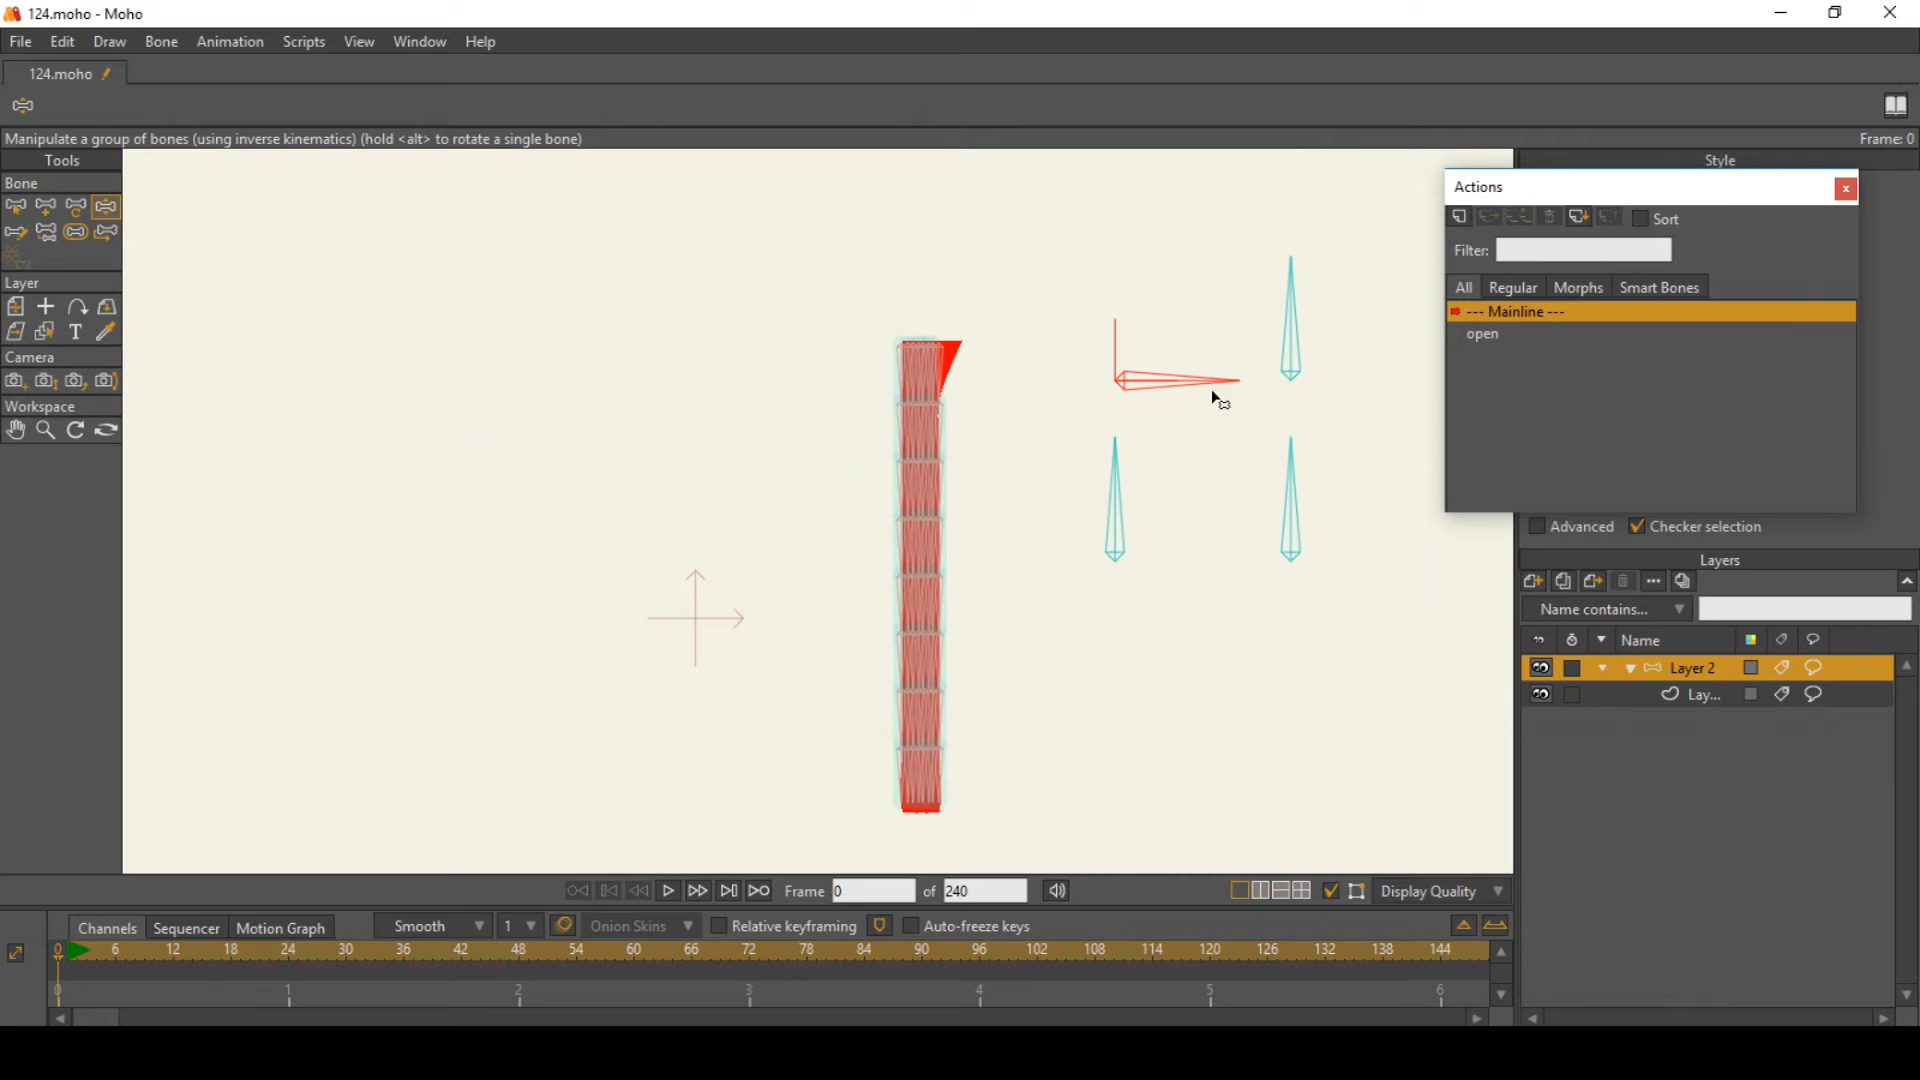 124.moho - Moho
File Edit Draw Bone Animation Scripts View Window Help
124.moho
Manipulate a group of bones (using inverse kinematics) (hold <alt> to rotate a single bone) Frame: 0
Tools
Style
Bone
Actions
Sort
Filter:
All Regular Morphs Smart Bones
--- Mainline ---
open
Layer
T
Camera
Workspace
Advanced Checker selection
Layers
Name contains...
Name
Layer 2
Lay...
Frame 0 of 240 Display Quality
Channels Sequencer Motion Graph Smooth 1 Onion Skins Relative keyframing Auto-freeze keys
0 6 12 18 24 30 36 42 48 54 60 66 72 78 84 90 96 102 108 114 120 126 132 138 144
0 1 2 3 4 5 6